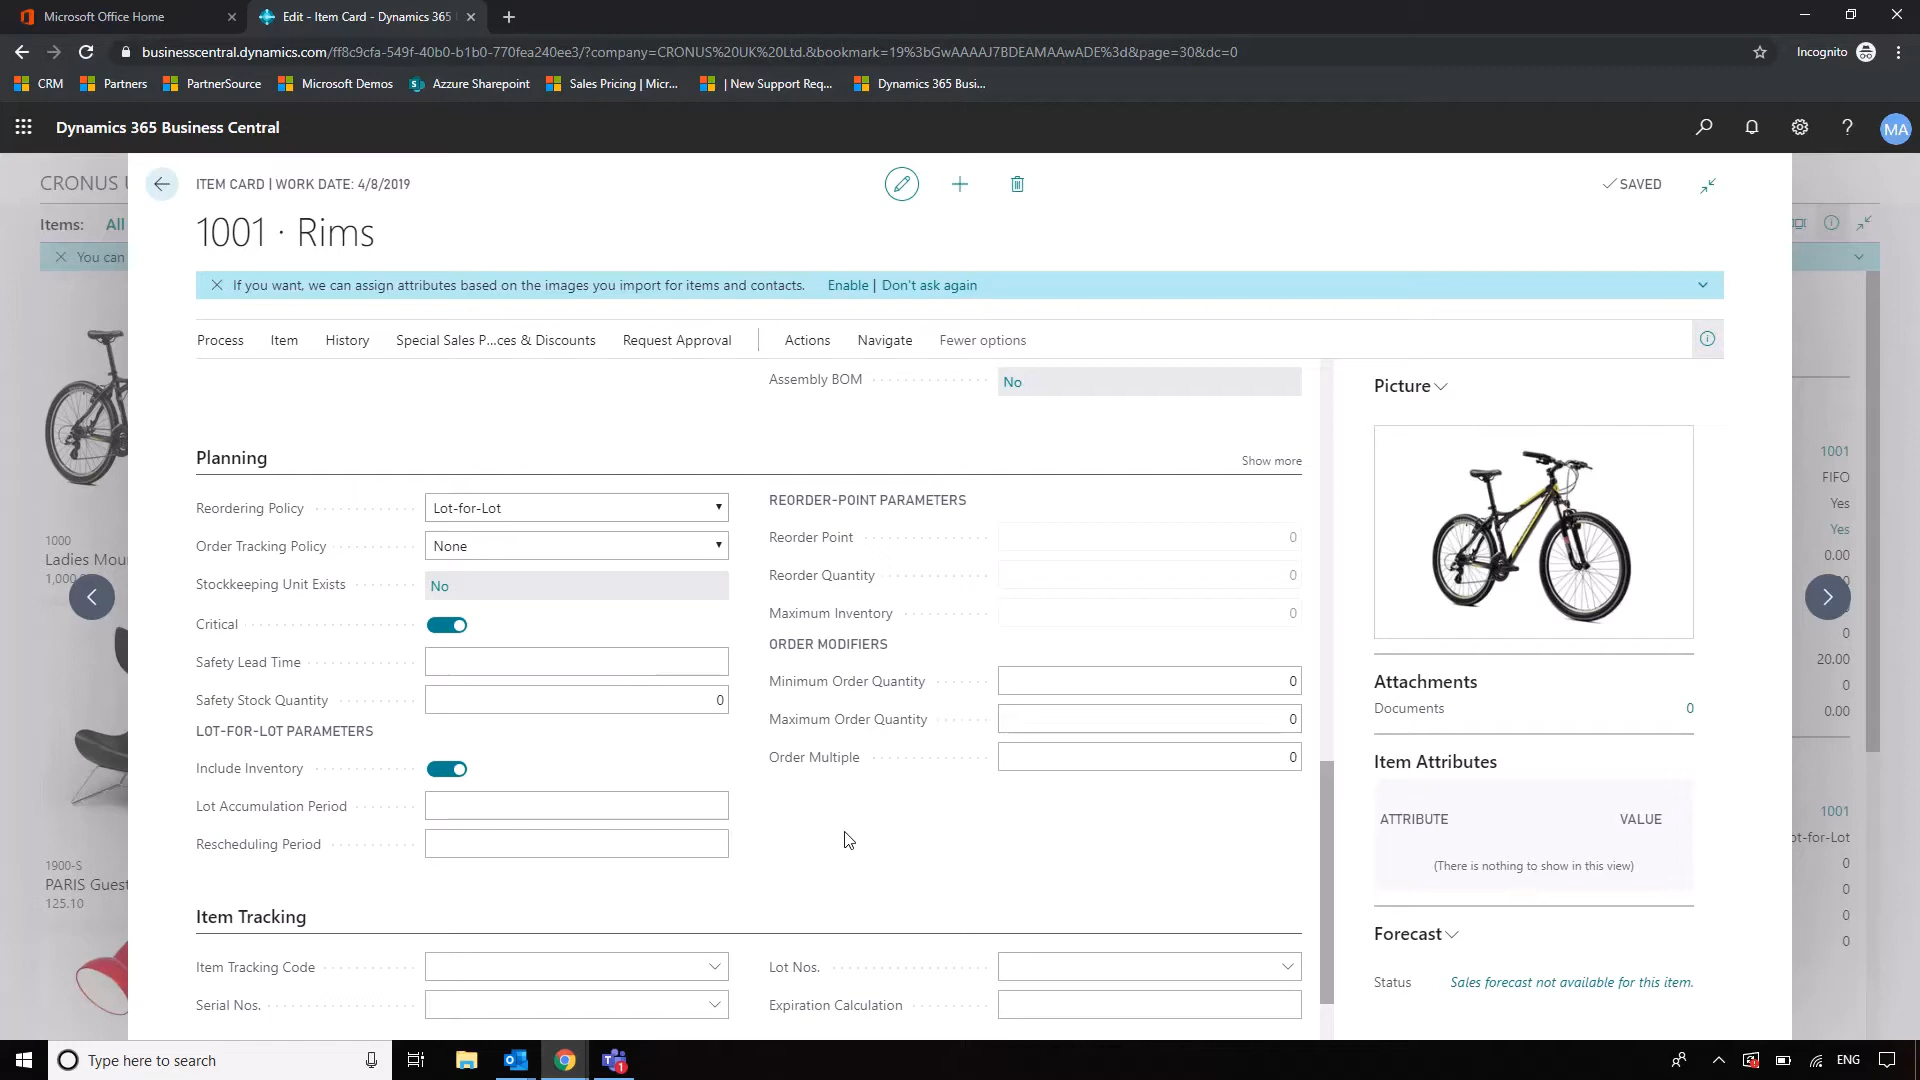 Microsoft Office Home
Edit - Item Card - Dynamics 365
businesscentral.dynamics.com/ff8c9cfa-549f-40b0-b1b0-770fea240ee3/?company=CRONUS%20UK%20Ltd.&bookmark=19%3bGwAAAAJ7BDEAMAAwADE%3d&page=30&dc=0
Incognito
CRM
Partners
PartnerSource
Microsoft Demos
Azzure Sharepoint
Sales Pricing | Micr...
| New Support Req...
Dynamics 365 Busi...
Dynamics 365 Business Central
MA
CRONUS U
Items: All
You can
1000
Ladies Mou
1,000.
1900-S
PARIS Guest
125.10
ITEM CARD | WORK DATE: 4/8/2019
SAVED
1001 · Rims
If you want, we can assign attributes based on the images you import for items and contacts. Enable | Don't ask again
Process
Item
History
Special Sales P...ces & Discounts
Request Approval
Actions
Navigate
Fewer options
Assembly BOM No
Planning
Show more
Reordering Policy Lot-for-Lot
Order Tracking Policy None
Stockkeeping Unit Exists No
Critical
Safety Lead Time
Safety Stock Quantity 0
LOT-FOR-LOT PARAMETERS
Include Inventory
Lot Accumulation Period
Rescheduling Period
REORDER-POINT PARAMETERS
Reorder Point 0
Reorder Quantity 0
Maximum Inventory 0
ORDER MODIFIERS
Minimum Order Quantity 0
Maximum Order Quantity 0
Order Multiple 0
Item Tracking
Item Tracking Code
Serial Nos.
Lot Nos.
Expiration Calculation
Picture
Attachments
Documents 0
Item Attributes
ATTRIBUTE VALUE
(There is nothing to show in this view)
Forecast
Status Sales forecast not available for this item.
1001
FIFO
Yes
Yes
0.00
0
20.00
0
0.00
1001
ot-for-Lot
0
0
0
0
Type here to search
1
ENG